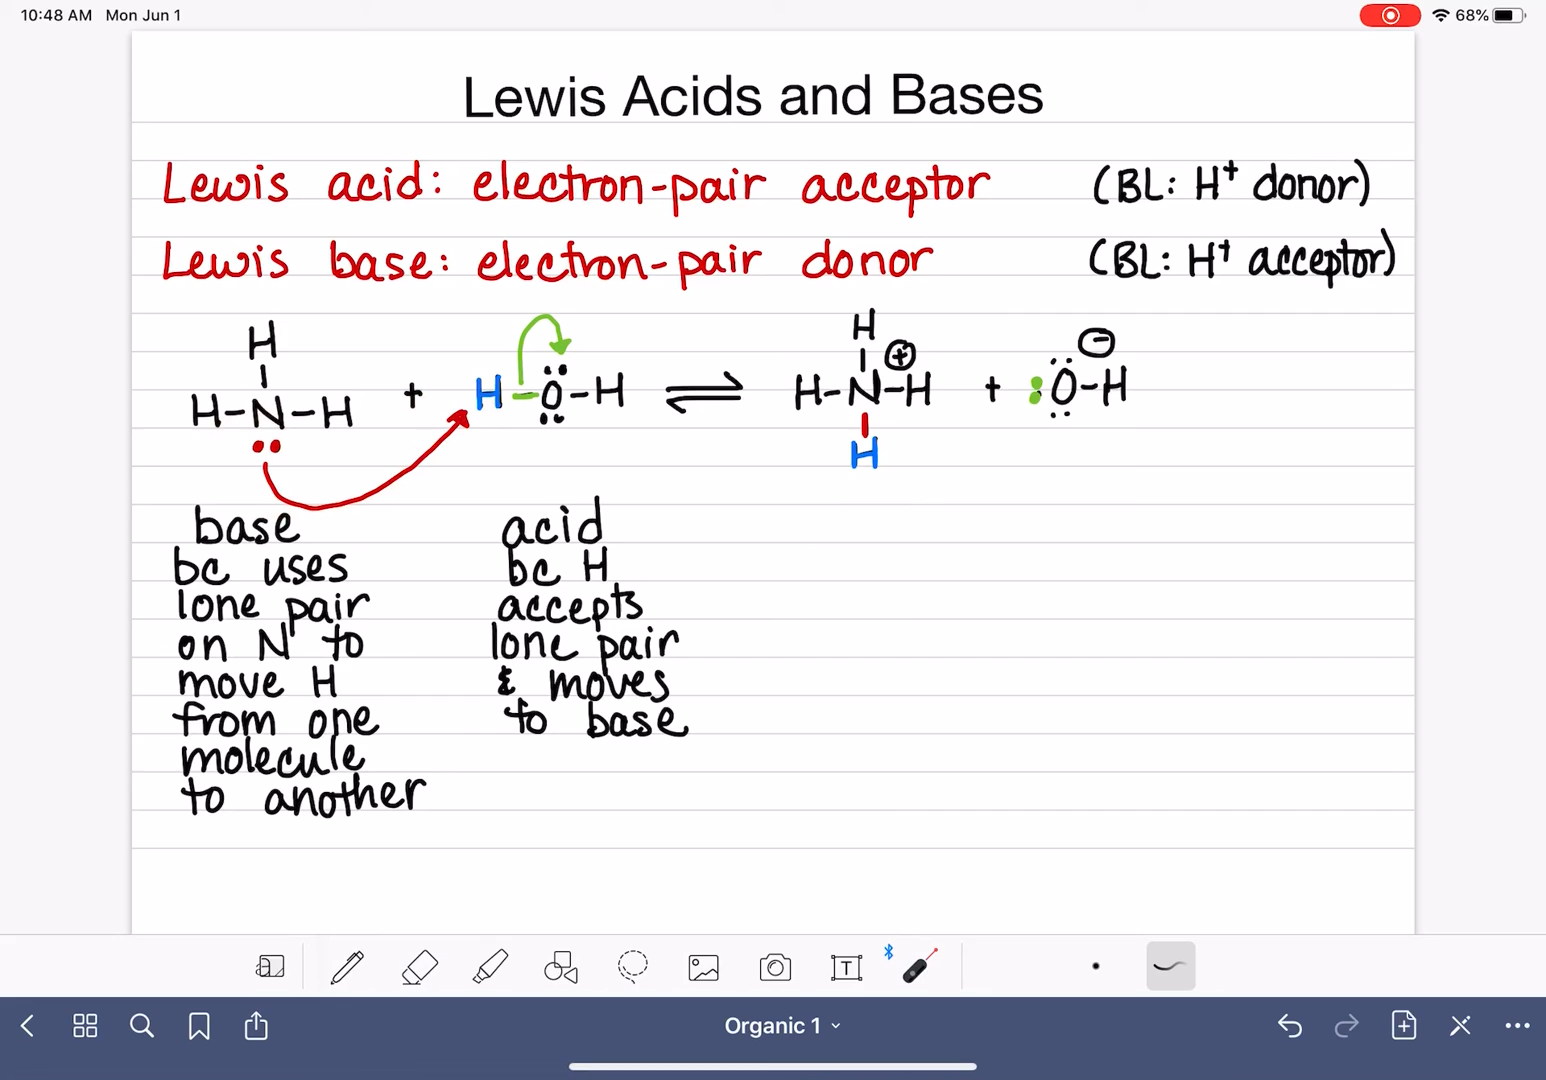 10:48 AM Mon Jun 1
68%
Lewis Acids and Bases
Lewis acid: electron-pair acceptor (BL: H⁺ donor)
Lewis base: electron-pair donor (BL: H⁺ acceptor)
H H ⊕ ⊖
H-N-H + H-O-H ⇌ H-N-H + :O-H
H
base
bc uses
lone pair
on N to
move H
from one
molecule
to another
acid
bc H
accepts
lone pair
& moves
to base
T
Organic 1